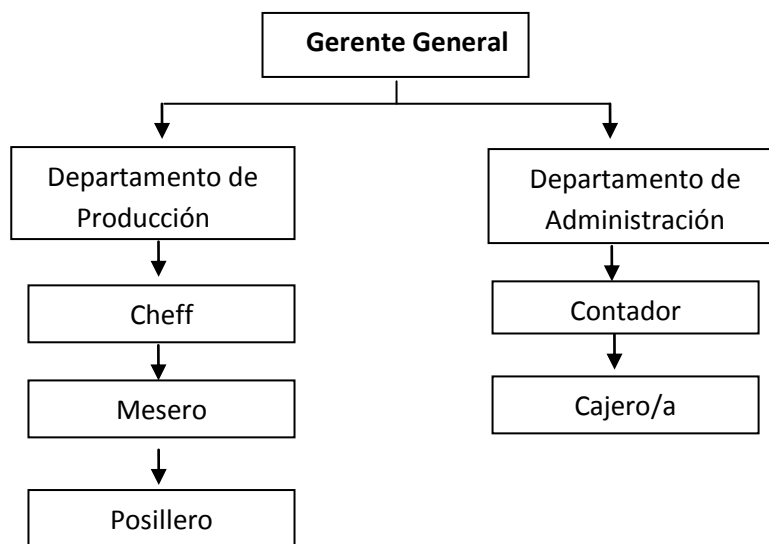 Gerente General
Departamento de
Producción
Departamento de
Administración
Cheff
Contador
Mesero
Cajero/a
Posillero